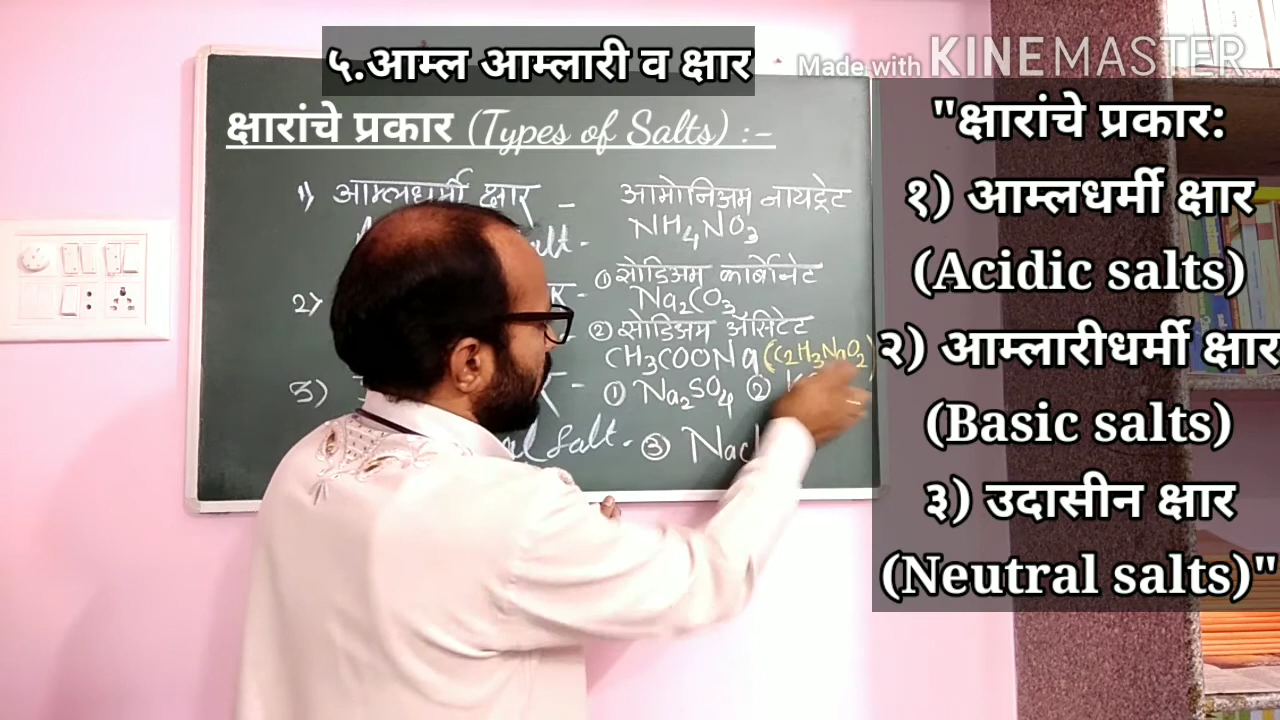 ५.आम्ल आम्लारी व क्षार
Made with KINEMASTER
क्षारांचे प्रकार (Types of Salts) :-
१) आम्लधर्मी क्षार - आमोनिअम नायट्रेट
alt - NH4NO3
२) ① सोडिअम कार्बोनेट
Na2CO3
② सोडिअम ॲसिटेट
CH3COONa (C2H3NaO2)
३) ① Na2SO4 ②
al Salt - ③ Nacl
"क्षारांचे प्रकार:
१) आम्लधर्मी क्षार
(Acidic salts)
२) आम्लारीधर्मी क्षार
(Basic salts)
३) उदासीन क्षार
(Neutral salts)"